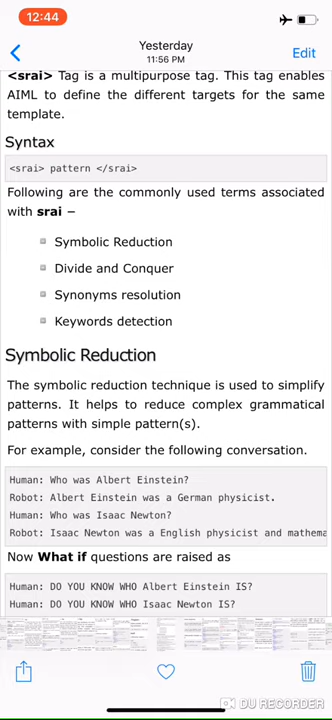 12:44
Yesterday
11:56 PM
Edit
<srai> Tag is a multipurpose tag. This tag enables
AIML to define the different targets for the same
template.
Syntax
<srai> pattern </srai>
Following are the commonly used terms associated
with srai −
Symbolic Reduction
Divide and Conquer
Synonyms resolution
Keywords detection
Symbolic Reduction
The symbolic reduction technique is used to simplify
patterns. It helps to reduce complex grammatical
patterns with simple pattern(s).
For example, consider the following conversation.
Human: Who was Albert Einstein?
Robot: Albert Einstein was a German physicist.
Human: Who was Isaac Newton?
Robot: Isaac Newton was a English physicist and mathema
Now What if questions are raised as
Human: DO YOU KNOW WHO Albert Einstein IS?
Human: DO YOU KNOW WHO Isaac Newton IS?
DU RECORDER